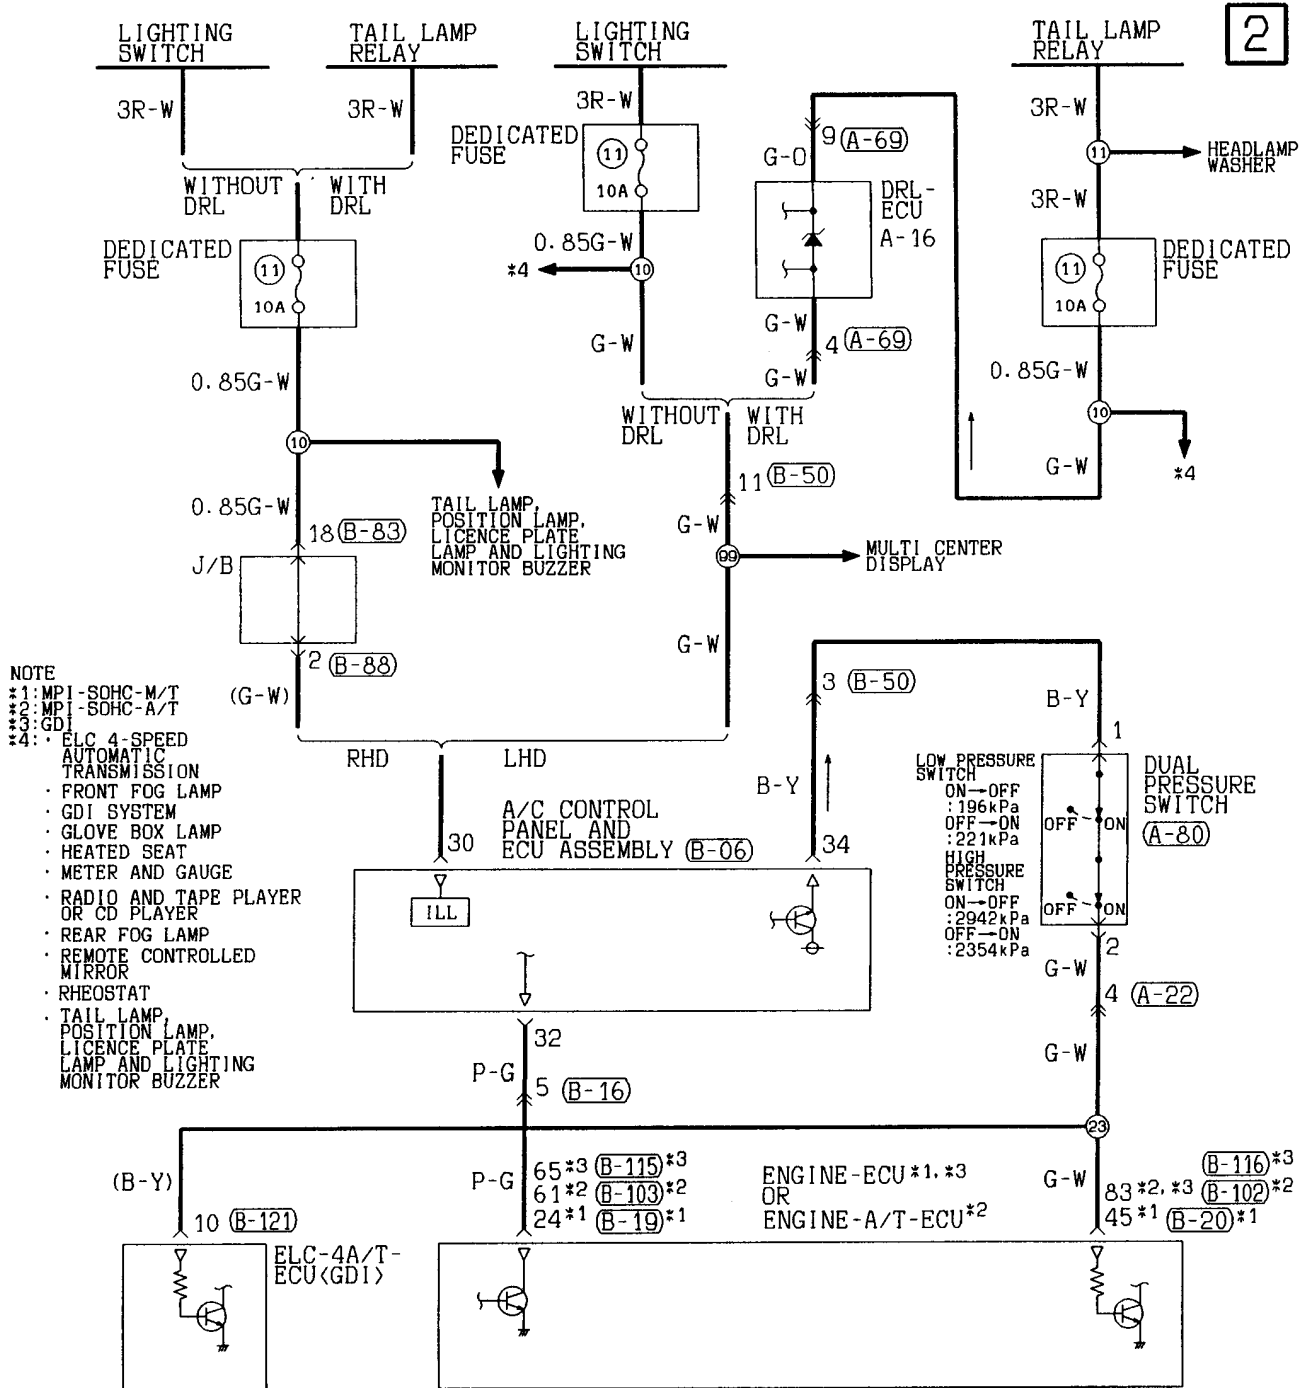 2
LIGHTING
SWITCH
TAIL LAMP
RELAY
LIGHTING
SWITCH
TAIL LAMP
RELAY
3R-W
3R-W
3R-W
3R-W
DEDICATED
FUSE
11
10A
9 A-69
G-O
11
HEADLAMP
WASHER
WITHOUT
DRL
WITH
DRL
DRL-
ECU
A-16
3R-W
DEDICATED
FUSE
11
10A
0.85G-W
*4
10
DEDICATED
FUSE
11
10A
G-W
G-W
4 A-69
G-W
0.85G-W
0.85G-W
WITHOUT
DRL
WITH
DRL
10
10
G-W
*4
11 B-50
TAIL LAMP,
POSITION LAMP,
LICENCE PLATE
LAMP AND LIGHTING
MONITOR BUZZER
0.85G-W
18 B-83
G-W
99
MULTI CENTER
DISPLAY
J/B
G-W
2 B-88
(G-W)
3 B-50
B-Y
1
NOTE
*1:MPI-SOHC-M/T
*2:MPI-SOHC-A/T
*3:GDI
*4:· ELC 4-SPEED
AUTOMATIC
TRANSMISSION
· FRONT FOG LAMP
· GDI SYSTEM
· GLOVE BOX LAMP
· HEATED SEAT
· METER AND GAUGE
· RADIO AND TAPE PLAYER
OR CD PLAYER
· REAR FOG LAMP
· REMOTE CONTROLLED
MIRROR
· RHEOSTAT
· TAIL LAMP,
POSITION LAMP,
LICENCE PLATE
LAMP AND LIGHTING
MONITOR BUZZER
RHD
LHD
B-Y
LOW PRESSURE
SWITCH
ON→OFF
:196kPa
OFF→ON
:221kPa
HIGH
PRESSURE
SWITCH
ON→OFF
:2942kPa
OFF→ON
:2354kPa
OFF ON
OFF ON
DUAL
PRESSURE
SWITCH
A-80
30
A/C CONTROL
PANEL AND
ECU ASSEMBLY B-06
34
ILL
2
G-W
4 A-22
32
P-G
5 B-16
G-W
23
(B-Y)
P-G
65*3 B-115*3
61*2 B-103*2
24*1 B-19*1
ENGINE-ECU*1,*3
OR
ENGINE-A/T-ECU*2
G-W
B-116*3
83*2,*3 B-102*2
45*1 B-20*1
10 B-121
ELC-4A/T-
ECU<GDI>